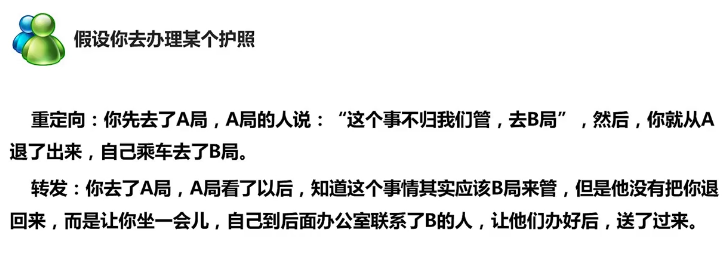 假设你去办理某个护照
重定向：你先去了A局，A局的人说：“这个事不归我们管，去B局”，然后，你就从A
退了出来，自己乘车去了B局。
转发：你去了A局，A局看了以后，知道这个事情其实应该B局来管，但是他没有把你退
回来，而是让你坐一会儿，自己到后面办公室联系了B的人，让他们办好后，送了过来。